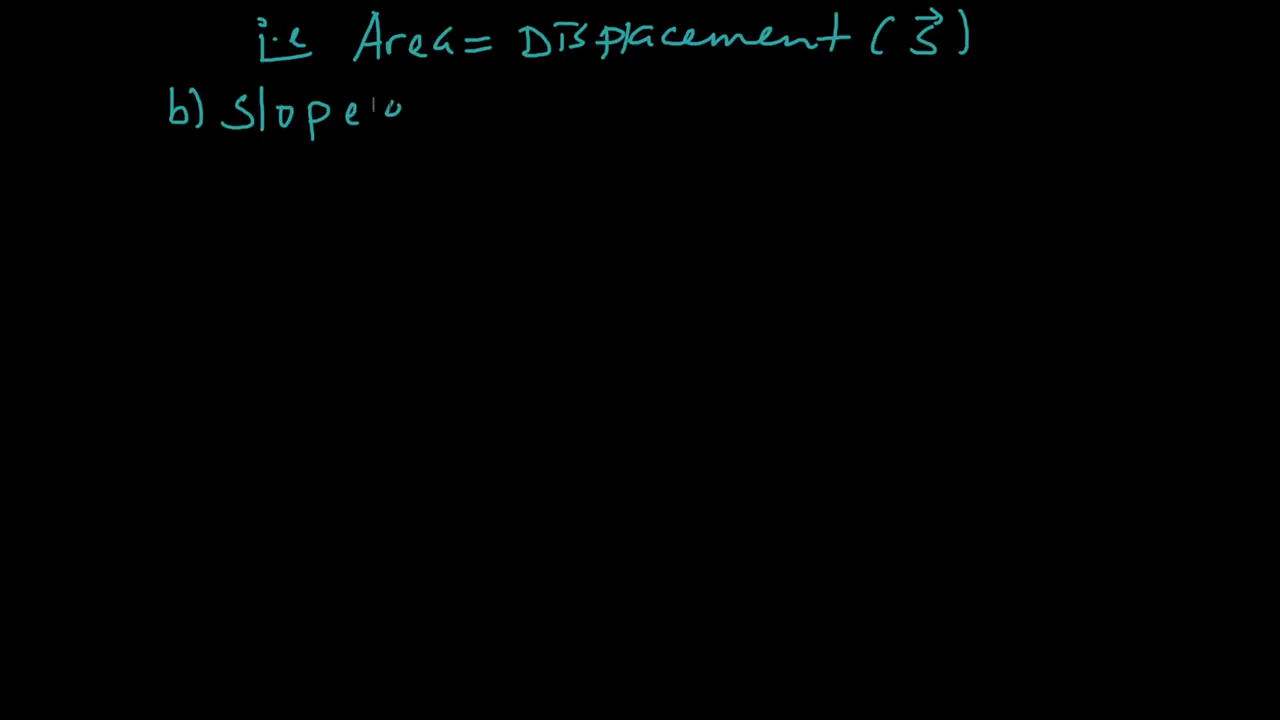 i.e Area = Displacement (s⃗)
b) Slope o